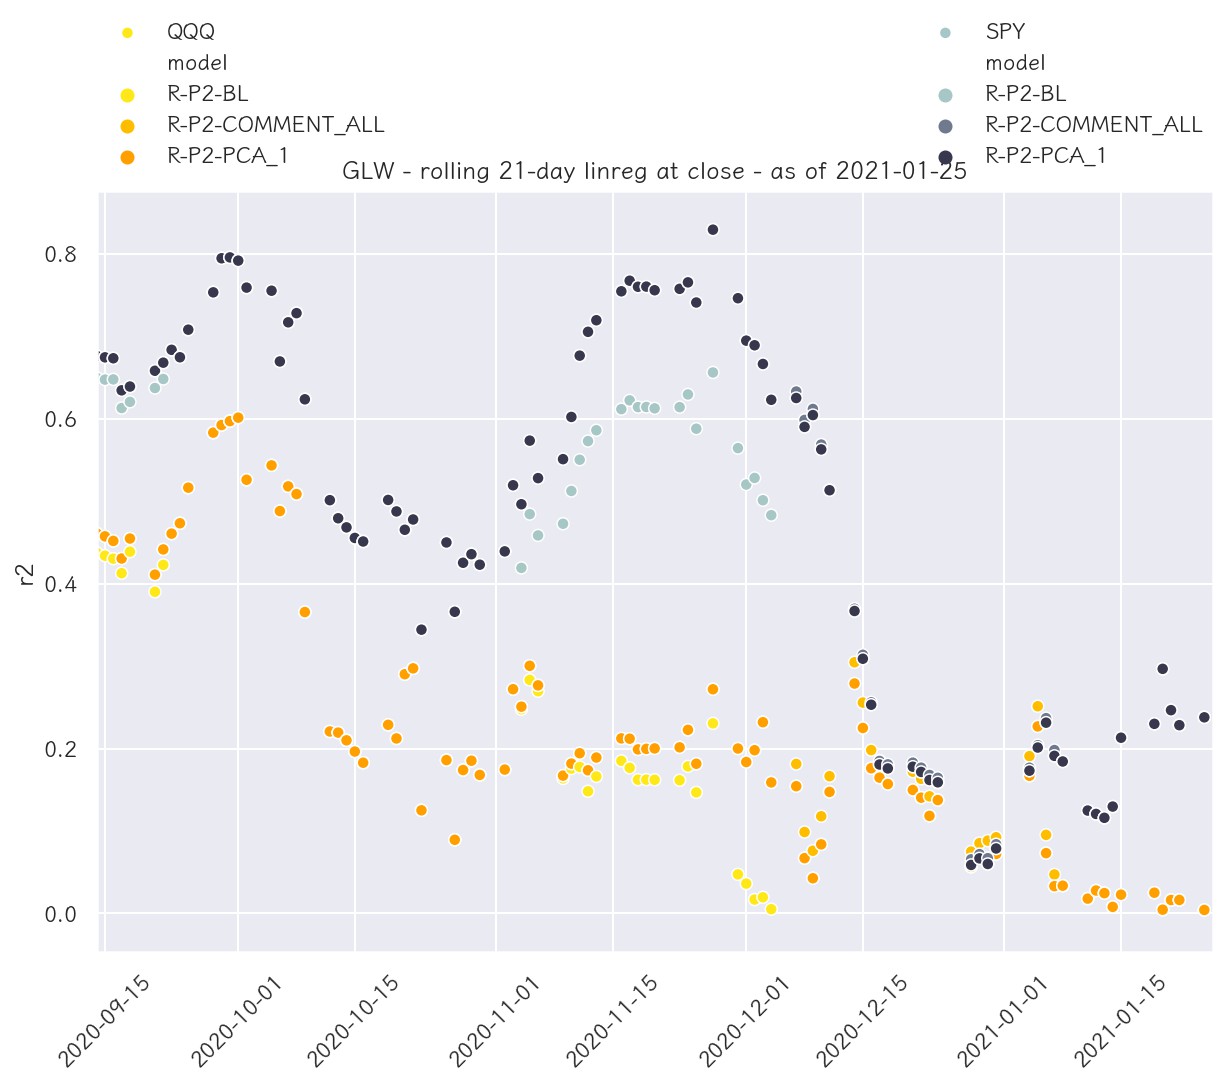 QQQ
model
R-P2-BL
R-P2-COMMENT_ALL
R-P2-PCA_1
SPY
model
R-P2-BL
R-P2-COMMENT_ALL
R-P2-PCA_1
GLW - rolling 21-day linreg at close - as of 2021-01-25
r2
0.8
0.6
0.4
0.2
0.0
2020-09-15
2020-10-01
2020-10-15
2020-11-01
2020-11-15
2020-12-01
2020-12-15
2021-01-01
2021-01-15